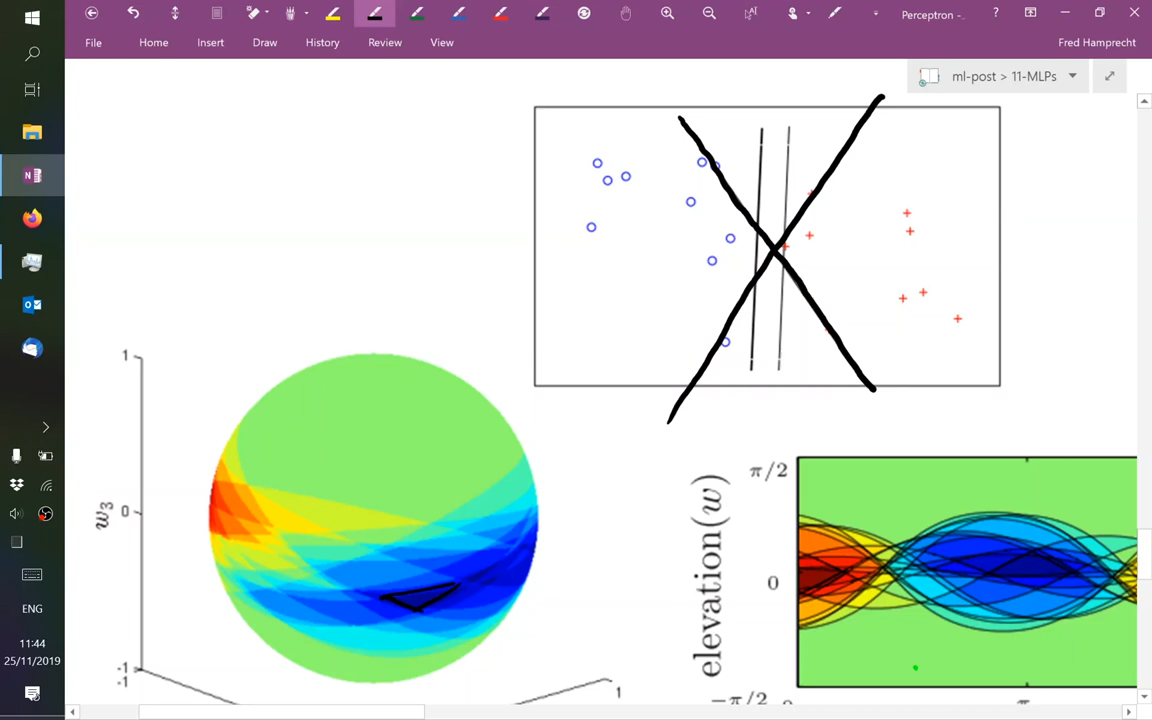 Perceptron -..
?
File
Home
Insert
Draw
History
Review
View
Fred Hamprecht
ml-post > 11-MLPs
1
w3
0
-1
-1
1
π/2
elevation(w)
0
−π/2
0
π
ENG
11:44
25/11/2019